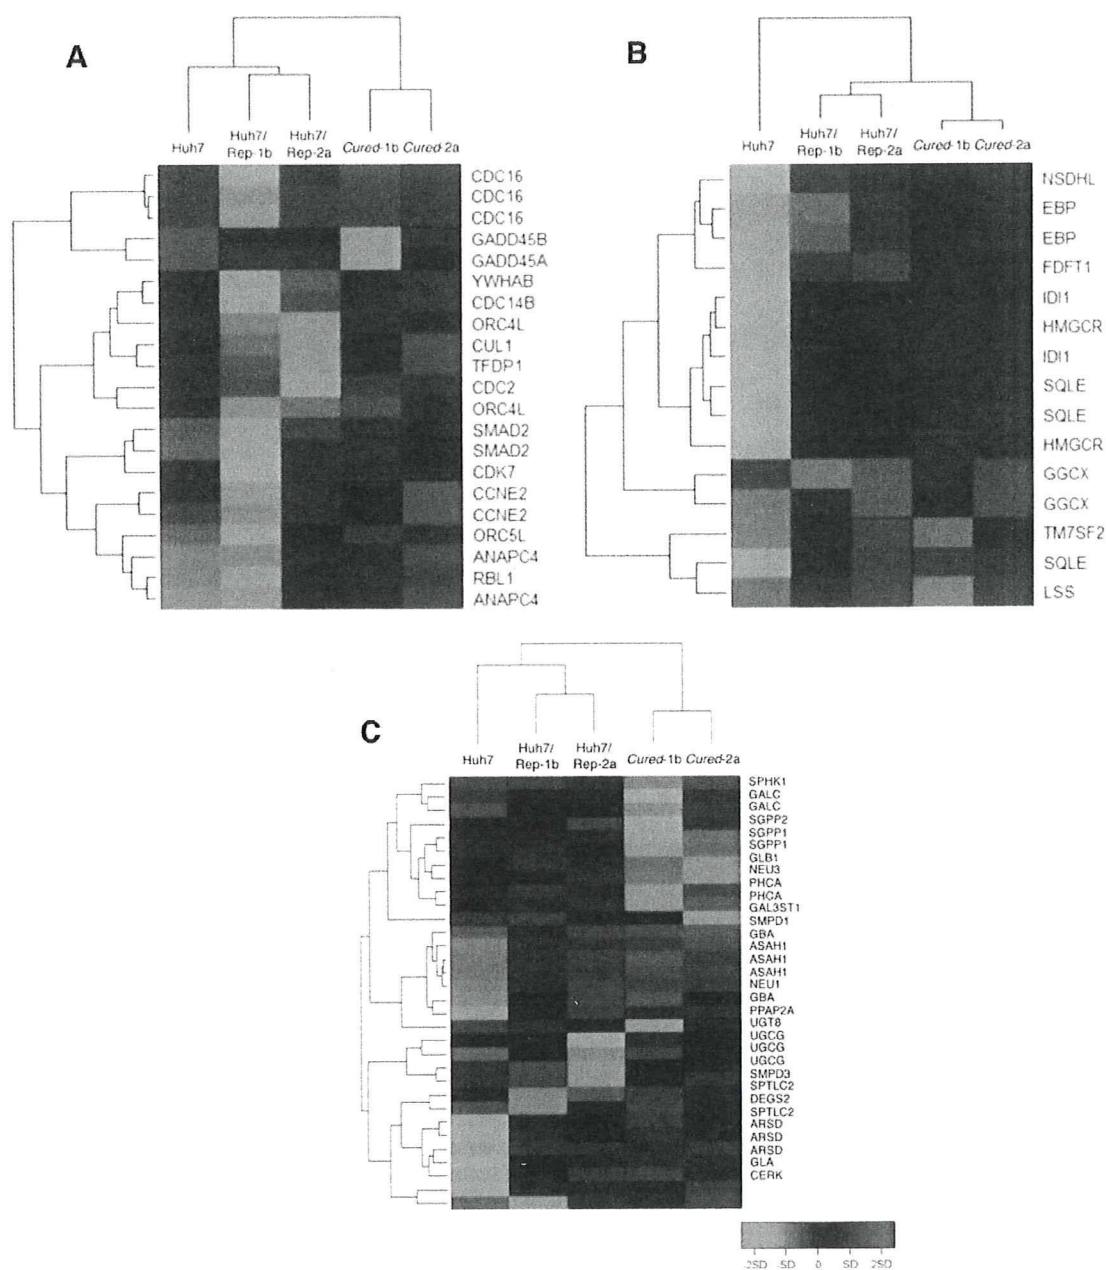 A
Huh7
Huh7/
Rep-1b
Huh7/
Rep-2a
Cured-1b
Cured-2a
CDC16
CDC16
CDC16
GADD45B
GADD45A
YWHAB
CDC14B
ORC4L
CUL1
TFDP1
CDC2
ORC4L
SMAD2
SMAD2
CDK7
CCNE2
CCNE2
ORC5L
ANAPC4
RBL1
ANAPC4
B
Huh7
Huh7/
Rep-1b
Huh7/
Rep-2a
Cured-1b
Cured-2a
NSDHL
EBP
EBP
FDFT1
IDI1
HMGCR
IDI1
SQLE
SQLE
HMGCR
GGCX
GGCX
TM7SF2
SQLE
LSS
C
Huh7
Huh7/
Rep-1b
Huh7/
Rep-2a
Cured-1b
Cured-2a
SPHK1
GALC
GALC
SGPP2
SGPP1
SGPP1
GLB1
NEU3
PHCA
PHCA
GAL3ST1
SMPD1
GBA
ASAH1
ASAH1
ASAH1
NEU1
GBA
PPAP2A
UGT8
UGCG
UGCG
UGCG
SMPD3
SPTLC2
DEGS2
SPTLC2
ARSD
ARSD
ARSD
GLA
CERK
-2SD -SD 0 SD 2SD